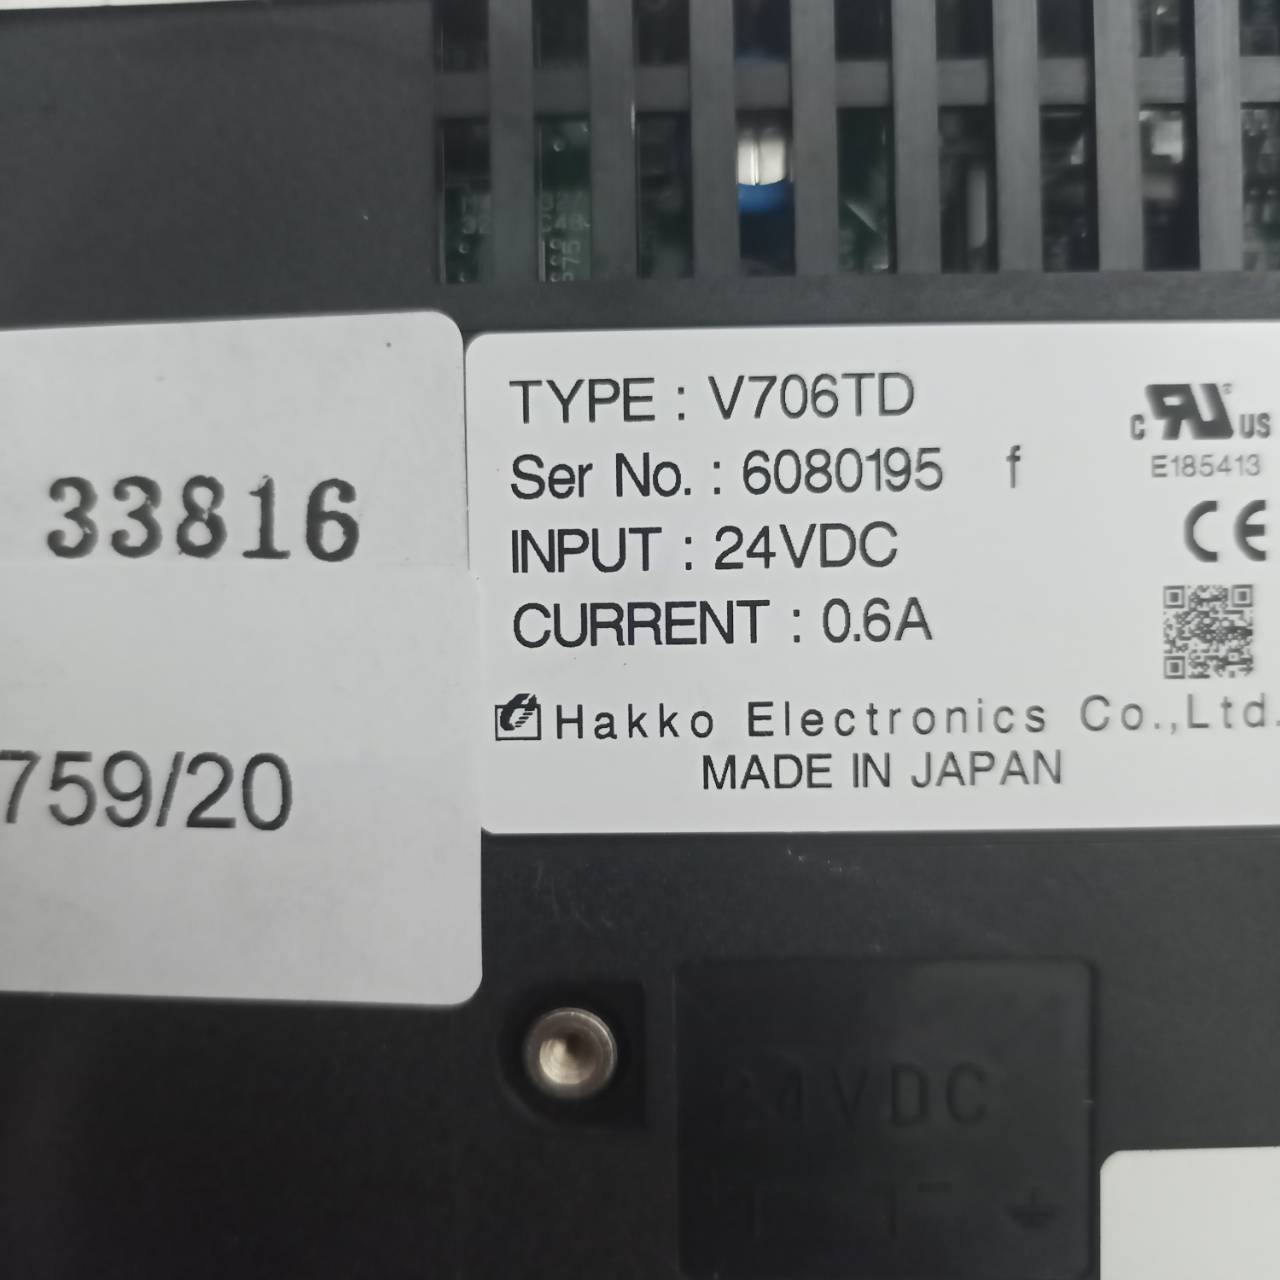 33816
759/20
TYPE : V706TD
Ser No. : 6080195 f
INPUT : 24VDC
CURRENT : 0.6A
c RU ® US
E185413
CE
Hakko Electronics Co.,Ltd.
MADE IN JAPAN
24VDC